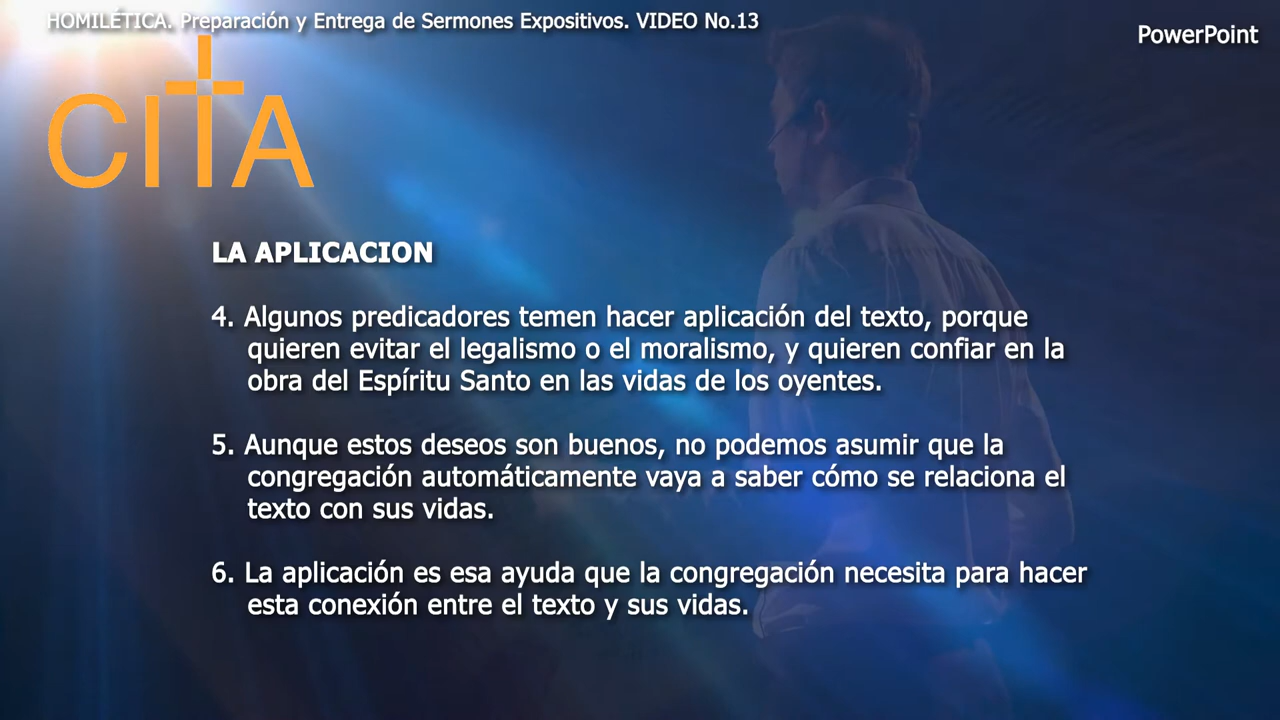 HOMILÉTICA. Preparación y Entrega de Sermones Expositivos. VIDEO No.13
PowerPoint
CITA
LA APLICACION
4. Algunos predicadores temen hacer aplicación del texto, porque
quieren evitar el legalismo o el moralismo, y quieren confiar en la
obra del Espíritu Santo en las vidas de los oyentes.
5. Aunque estos deseos son buenos, no podemos asumir que la
congregación automáticamente vaya a saber cómo se relaciona el
texto con sus vidas.
6. La aplicación es esa ayuda que la congregación necesita para hacer
esta conexión entre el texto y sus vidas.